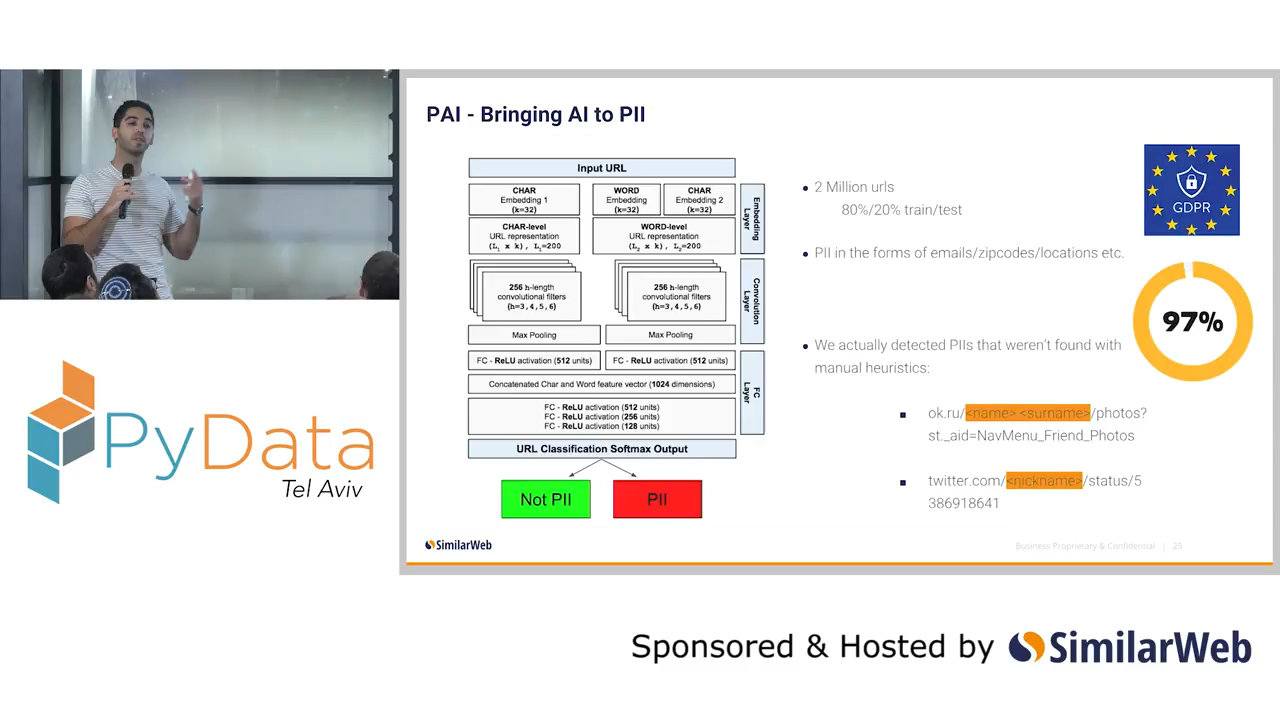 PAI - Bringing AI to PII
Input URL
CHAR
Embedding 1
(k=32)
WORD
Embedding
(k=32)
CHAR
Embedding 2
(k=32)
CHAR-level
URL representation
(L₁ x k), L₁=200
WORD-level
URL representation
(L₂ x k), L₂=200
Embedding
Layer
256 h-length
convolutional filters
(h=3,4,5,6)
256 h-length
convolutional filters
(h=3,4,5,6)
Convolution
Layer
Max Pooling
Max Pooling
FC - ReLU activation (512 units)
FC - ReLU activation (512 units)
Concatenated Char and Word feature vector (1024 dimensions)
FC - ReLU activation (512 units)
FC - ReLU activation (256 units)
FC - ReLU activation (128 units)
FC
Layer
URL Classification Softmax Output
Not PII
PII
• 2 Million urls
80%/20% train/test
• PII in the forms of emails/zipcodes/locations etc.
• We actually detected PIIs that weren't found with
manual heuristics:
▪ ok.ru/<name> <surname>/photos?
st._aid=NavMenu_Friend_Photos
▪ twitter.com/<nickname>/status/5
386918641
GDPR
97%
SimilarWeb
Business Proprietary & Confidential | 25
PyData
Tel Aviv
Sponsored & Hosted by SimilarWeb